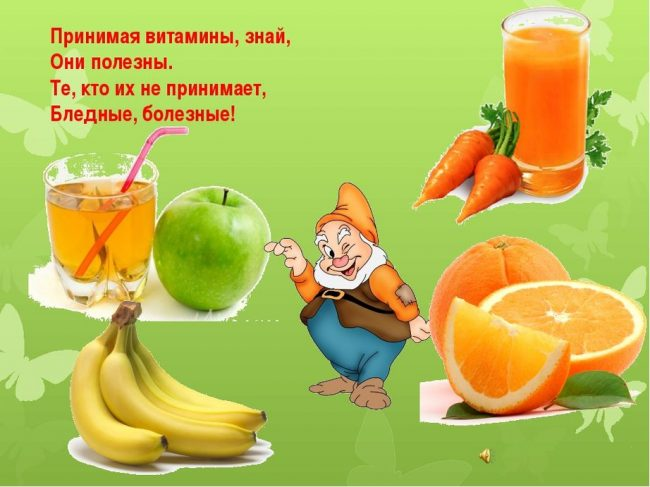 Принимая витамины, знай,
Они полезны.
Те, кто их не принимает,
Бледные, болезные!